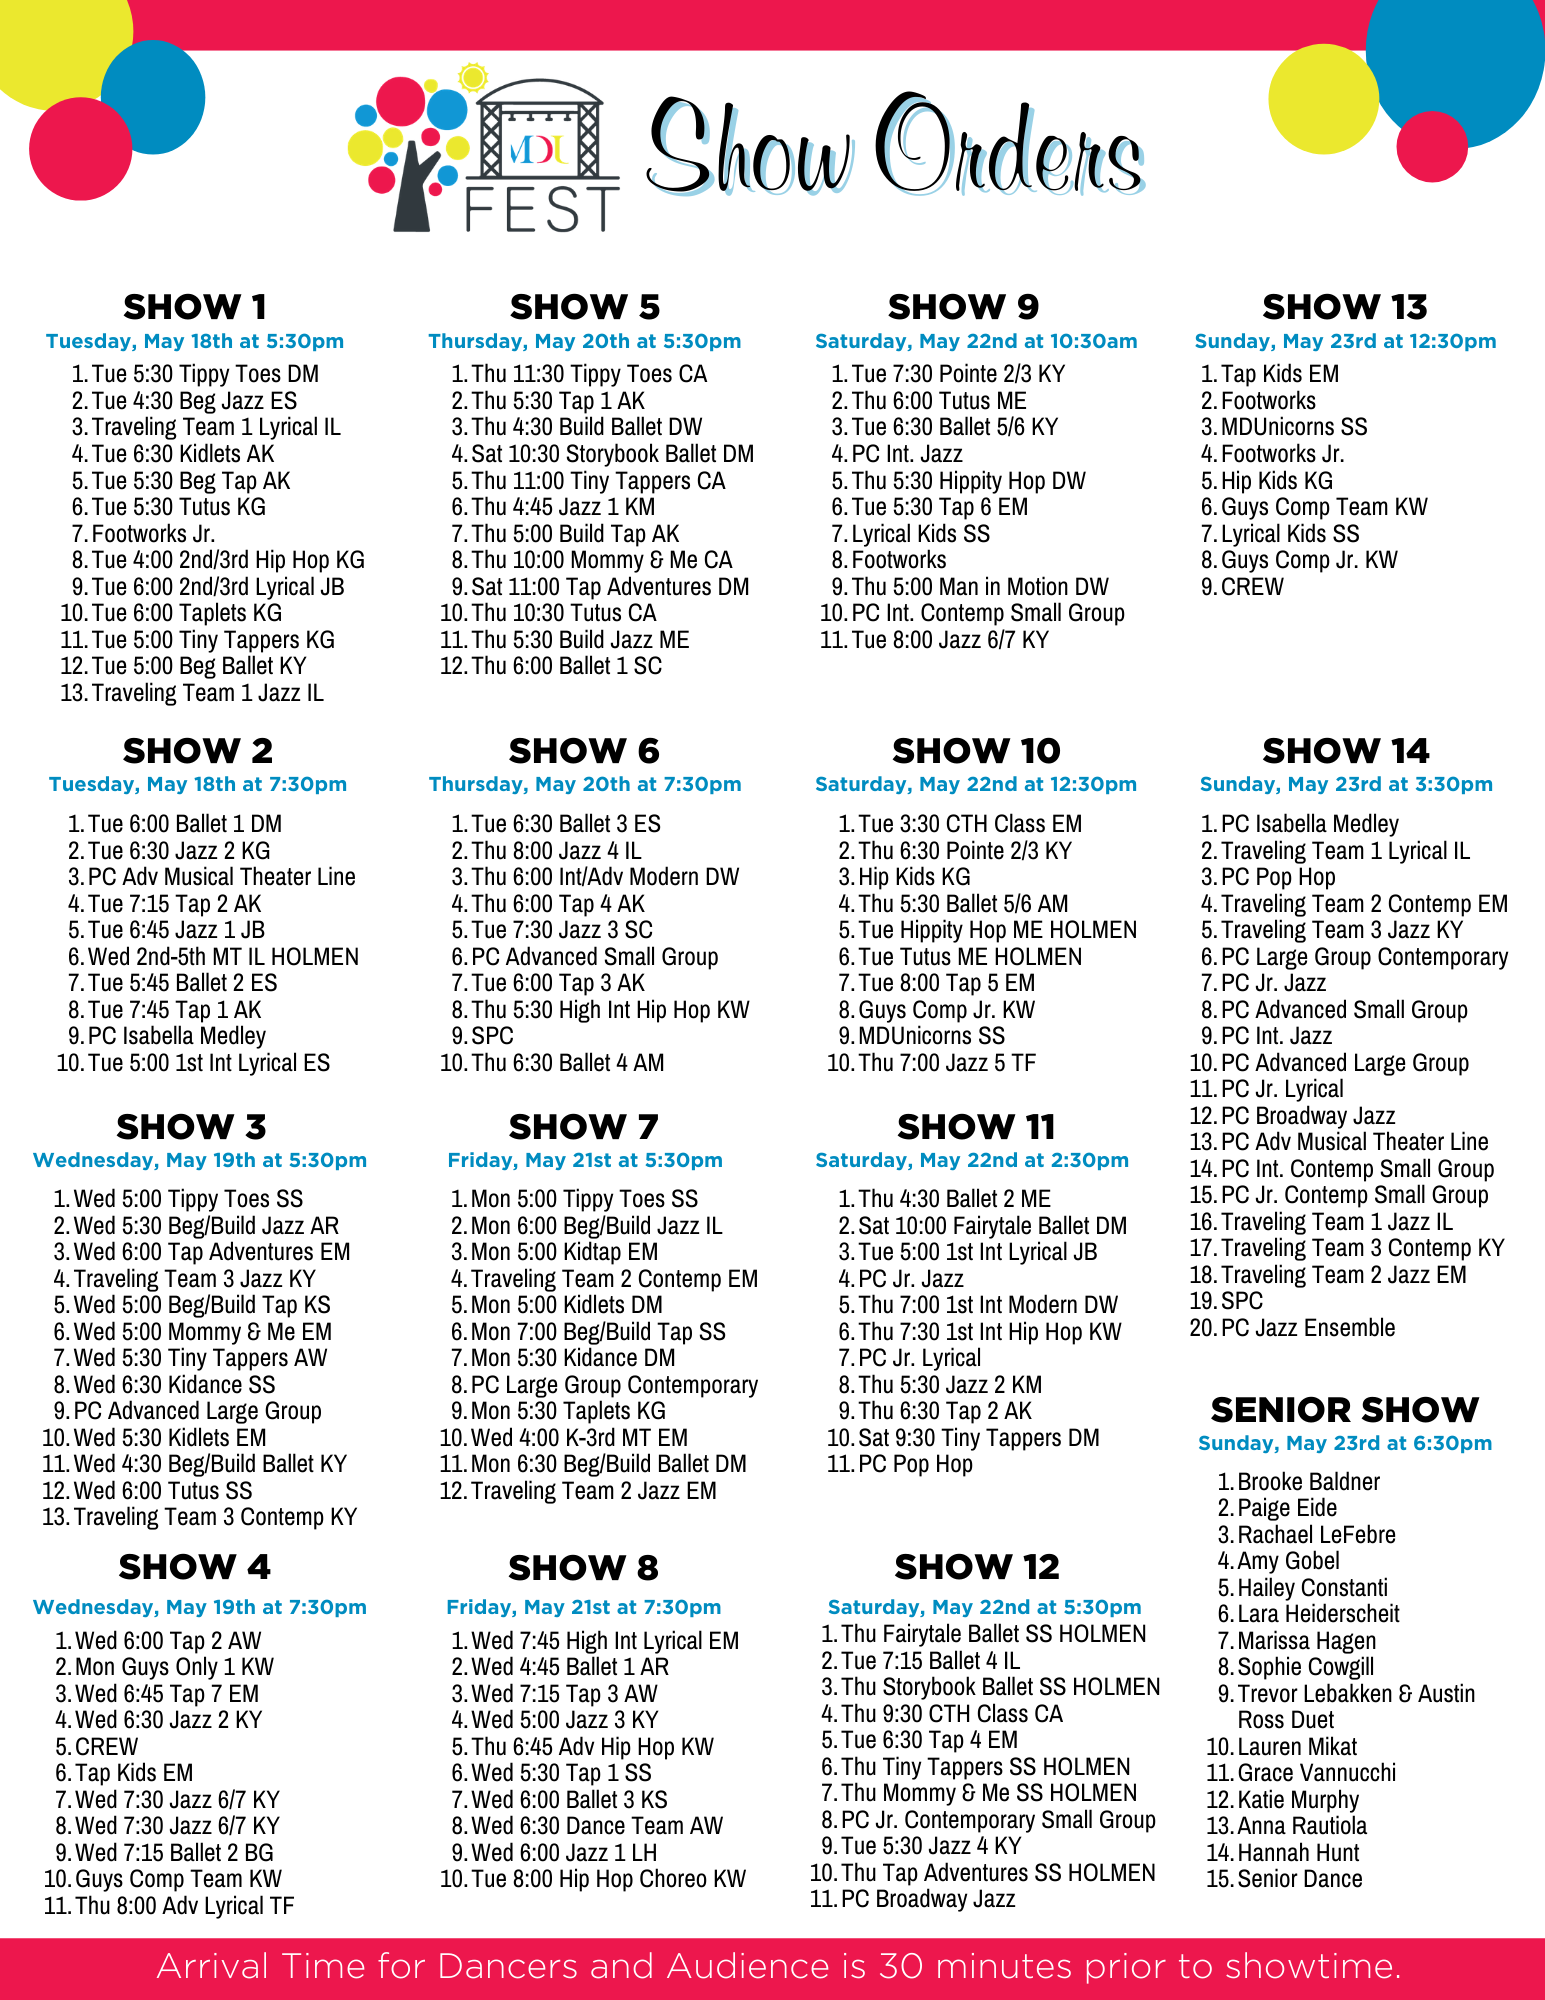 MDU
FEST
Show Orders
SHOW 1
Tuesday, May 18th at 5:30pm
1. Tue 5:30 Tippy Toes DM
2. Tue 4:30 Beg Jazz ES
3. Traveling Team 1 Lyrical IL
4. Tue 6:30 Kidlets AK
5. Tue 5:30 Beg Tap AK
6. Tue 5:30 Tutus KG
7. Footworks Jr.
8. Tue 4:00 2nd/3rd Hip Hop KG
9. Tue 6:00 2nd/3rd Lyrical JB
10. Tue 6:00 Taplets KG
11. Tue 5:00 Tiny Tappers KG
12. Tue 5:00 Beg Ballet KY
13. Traveling Team 1 Jazz IL
SHOW 2
Tuesday, May 18th at 7:30pm
1. Tue 6:00 Ballet 1 DM
2. Tue 6:30 Jazz 2 KG
3. PC Adv Musical Theater Line
4. Tue 7:15 Tap 2 AK
5. Tue 6:45 Jazz 1 JB
6. Wed 2nd-5th MT IL HOLMEN
7. Tue 5:45 Ballet 2 ES
8. Tue 7:45 Tap 1 AK
9. PC Isabella Medley
10. Tue 5:00 1st Int Lyrical ES
SHOW 3
Wednesday, May 19th at 5:30pm
1. Wed 5:00 Tippy Toes SS
2. Wed 5:30 Beg/Build Jazz AR
3. Wed 6:00 Tap Adventures EM
4. Traveling Team 3 Jazz KY
5. Wed 5:00 Beg/Build Tap KS
6. Wed 5:00 Mommy & Me EM
7. Wed 5:30 Tiny Tappers AW
8. Wed 6:30 Kidance SS
9. PC Advanced Large Group
10. Wed 5:30 Kidlets EM
11. Wed 4:30 Beg/Build Ballet KY
12. Wed 6:00 Tutus SS
13. Traveling Team 3 Contemp KY
SHOW 4
Wednesday, May 19th at 7:30pm
1. Wed 6:00 Tap 2 AW
2. Mon Guys Only 1 KW
3. Wed 6:45 Tap 7 EM
4. Wed 6:30 Jazz 2 KY
5. CREW
6. Tap Kids EM
7. Wed 7:30 Jazz 6/7 KY
8. Wed 7:30 Jazz 6/7 KY
9. Wed 7:15 Ballet 2 BG
10. Guys Comp Team KW
11. Thu 8:00 Adv Lyrical TF
SHOW 5
Thursday, May 20th at 5:30pm
1. Thu 11:30 Tippy Toes CA
2. Thu 5:30 Tap 1 AK
3. Thu 4:30 Build Ballet DW
4. Sat 10:30 Storybook Ballet DM
5. Thu 11:00 Tiny Tappers CA
6. Thu 4:45 Jazz 1 KM
7. Thu 5:00 Build Tap AK
8. Thu 10:00 Mommy & Me CA
9. Sat 11:00 Tap Adventures DM
10. Thu 10:30 Tutus CA
11. Thu 5:30 Build Jazz ME
12. Thu 6:00 Ballet 1 SC
SHOW 6
Thursday, May 20th at 7:30pm
1. Tue 6:30 Ballet 3 ES
2. Thu 8:00 Jazz 4 IL
3. Thu 6:00 Int/Adv Modern DW
4. Thu 6:00 Tap 4 AK
5. Tue 7:30 Jazz 3 SC
6. PC Advanced Small Group
7. Tue 6:00 Tap 3 AK
8. Thu 5:30 High Int Hip Hop KW
9. SPC
10. Thu 6:30 Ballet 4 AM
SHOW 7
Friday, May 21st at 5:30pm
1. Mon 5:00 Tippy Toes SS
2. Mon 6:00 Beg/Build Jazz IL
3. Mon 5:00 Kidtap EM
4. Traveling Team 2 Contemp EM
5. Mon 5:00 Kidlets DM
6. Mon 7:00 Beg/Build Tap SS
7. Mon 5:30 Kidance DM
8. PC Large Group Contemporary
9. Mon 5:30 Taplets KG
10. Wed 4:00 K-3rd MT EM
11. Mon 6:30 Beg/Build Ballet DM
12. Traveling Team 2 Jazz EM
SHOW 8
Friday, May 21st at 7:30pm
1. Wed 7:45 High Int Lyrical EM
2. Wed 4:45 Ballet 1 AR
3. Wed 7:15 Tap 3 AW
4. Wed 5:00 Jazz 3 KY
5. Thu 6:45 Adv Hip Hop KW
6. Wed 5:30 Tap 1 SS
7. Wed 6:00 Ballet 3 KS
8. Wed 6:30 Dance Team AW
9. Wed 6:00 Jazz 1 LH
10. Tue 8:00 Hip Hop Choreo KW
SHOW 9
Saturday, May 22nd at 10:30am
1. Tue 7:30 Pointe 2/3 KY
2. Thu 6:00 Tutus ME
3. Tue 6:30 Ballet 5/6 KY
4. PC Int. Jazz
5. Thu 5:30 Hippity Hop DW
6. Tue 5:30 Tap 6 EM
7. Lyrical Kids SS
8. Footworks
9. Thu 5:00 Man in Motion DW
10. PC Int. Contemp Small Group
11. Tue 8:00 Jazz 6/7 KY
SHOW 10
Saturday, May 22nd at 12:30pm
1. Tue 3:30 CTH Class EM
2. Thu 6:30 Pointe 2/3 KY
3. Hip Kids KG
4. Thu 5:30 Ballet 5/6 AM
5. Tue Hippity Hop ME HOLMEN
6. Tue Tutus ME HOLMEN
7. Tue 8:00 Tap 5 EM
8. Guys Comp Jr. KW
9. MDUnicorns SS
10. Thu 7:00 Jazz 5 TF
SHOW 11
Saturday, May 22nd at 2:30pm
1. Thu 4:30 Ballet 2 ME
2. Sat 10:00 Fairytale Ballet DM
3. Tue 5:00 1st Int Lyrical JB
4. PC Jr. Jazz
5. Thu 7:00 1st Int Modern DW
6. Thu 7:30 1st Int Hip Hop KW
7. PC Jr. Lyrical
8. Thu 5:30 Jazz 2 KM
9. Thu 6:30 Tap 2 AK
10. Sat 9:30 Tiny Tappers DM
11. PC Pop Hop
SHOW 12
Saturday, May 22nd at 5:30pm
1. Thu Fairytale Ballet SS HOLMEN
2. Tue 7:15 Ballet 4 IL
3. Thu Storybook Ballet SS HOLMEN
4. Thu 9:30 CTH Class CA
5. Tue 6:30 Tap 4 EM
6. Thu Tiny Tappers SS HOLMEN
7. Thu Mommy & Me SS HOLMEN
8. PC Jr. Contemporary Small Group
9. Tue 5:30 Jazz 4 KY
10. Thu Tap Adventures SS HOLMEN
11. PC Broadway Jazz
SHOW 13
Sunday, May 23rd at 12:30pm
1. Tap Kids EM
2. Footworks
3. MDUnicorns SS
4. Footworks Jr.
5. Hip Kids KG
6. Guys Comp Team KW
7. Lyrical Kids SS
8. Guys Comp Jr. KW
9. CREW
SHOW 14
Sunday, May 23rd at 3:30pm
1. PC Isabella Medley
2. Traveling Team 1 Lyrical IL
3. PC Pop Hop
4. Traveling Team 2 Contemp EM
5. Traveling Team 3 Jazz KY
6. PC Large Group Contemporary
7. PC Jr. Jazz
8. PC Advanced Small Group
9. PC Int. Jazz
10. PC Advanced Large Group
11. PC Jr. Lyrical
12. PC Broadway Jazz
13. PC Adv Musical Theater Line
14. PC Int. Contemp Small Group
15. PC Jr. Contemp Small Group
16. Traveling Team 1 Jazz IL
17. Traveling Team 3 Contemp KY
18. Traveling Team 2 Jazz EM
19. SPC
20. PC Jazz Ensemble
SENIOR SHOW
Sunday, May 23rd at 6:30pm
1. Brooke Baldner
2. Paige Eide
3. Rachael LeFebre
4. Amy Gobel
5. Hailey Constanti
6. Lara Heiderscheit
7. Marissa Hagen
8. Sophie Cowgill
9. Trevor Lebakken & Austin
Ross Duet
10. Lauren Mikat
11. Grace Vannucchi
12. Katie Murphy
13. Anna Rautiola
14. Hannah Hunt
15. Senior Dance
Arrival Time for Dancers and Audience is 30 minutes prior to showtime.